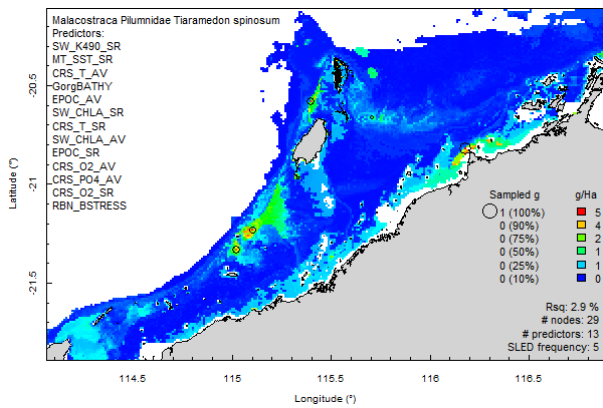 Malacostraca Pilumnidae Tiaramedon spinosum
Predictors:
SW_K490_SR
MT_SST_SR
CRS_T_AV
GorgBATHY
EPOC_AV
SW_CHLA_SR
CRS_T_SR
SW_CHLA_AV
EPOC_SR
CRS_O2_AV
CRS_PO4_AV
CRS_O2_SR
RBN_BSTRESS
Latitude (°)
-20.5
-21
-21.5
Sampled g g/Ha
1 (100%) 5
0 (90%) 4
0 (75%) 2
0 (50%) 1
0 (25%) 1
0 (10%) 0
Rsq: 2.9 %
# nodes: 29
# predictors: 13
SLED frequency: 5
114.5 115 115.5 116 116.5
Longitude (°)